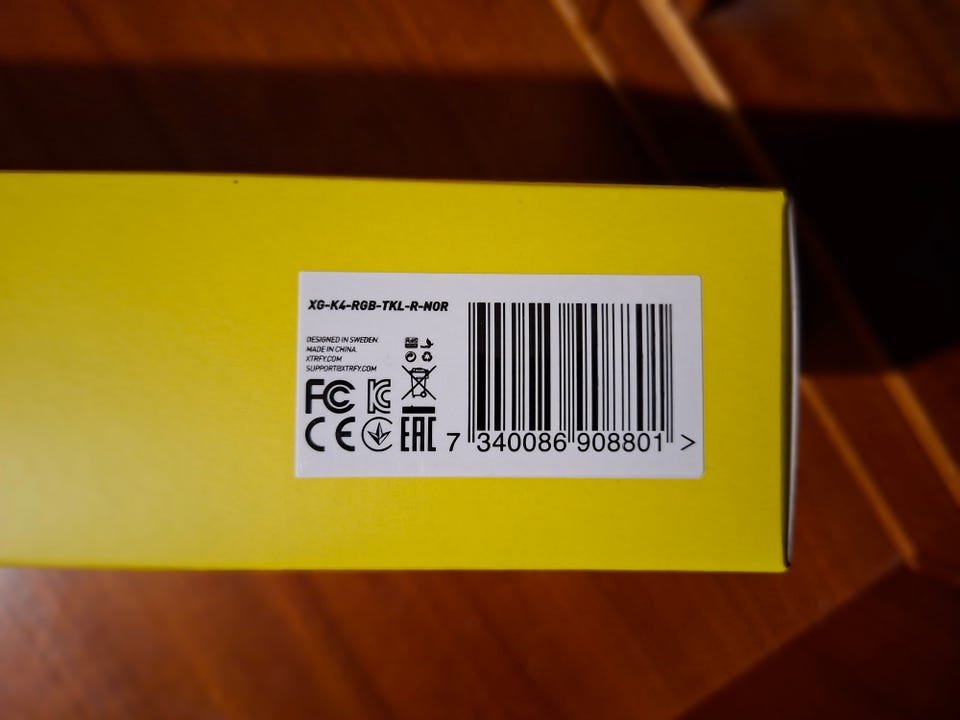 XG-K4-RGB-TKL-R-NOR
DESIGNED IN SWEDEN.
MADE IN CHINA.
XTRFY.COM
SUPPORT@XTRFY.COM
FC
CE EAC
7 340086 908801 >